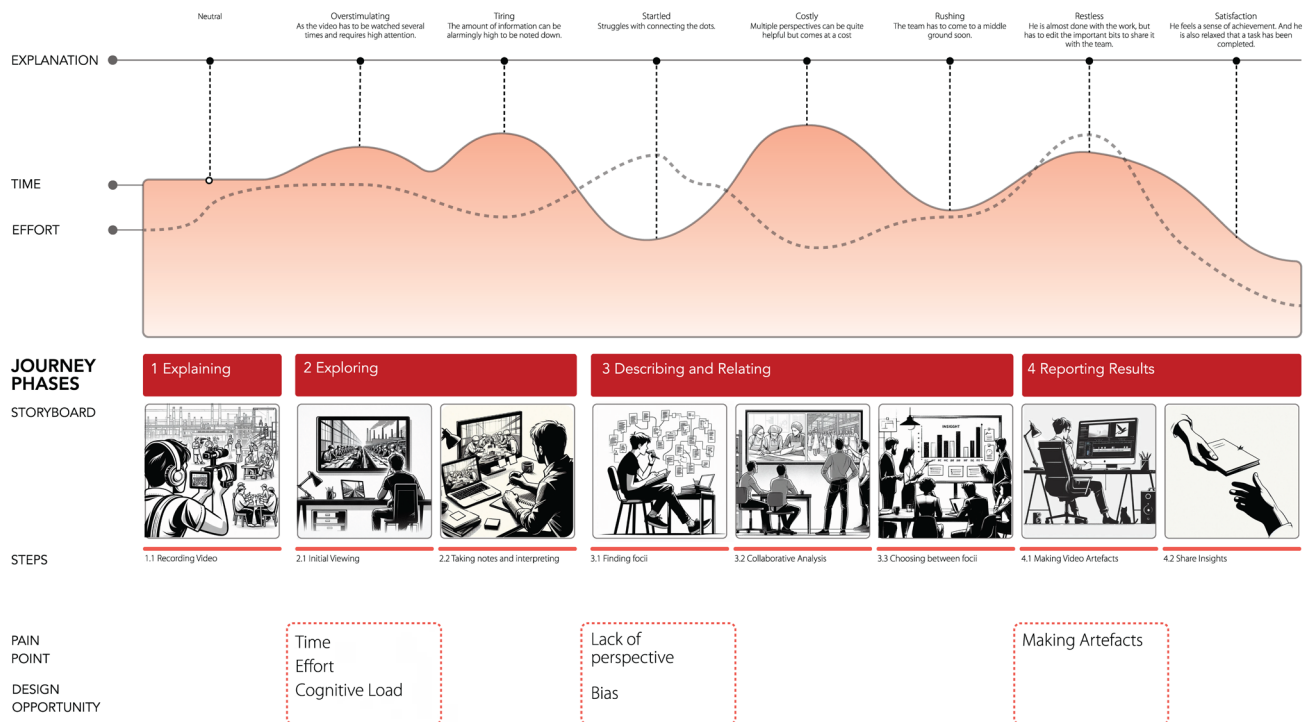 Neutral
Overstimulating
As the video has to be watched several
times and requires high attention.
Tiring
The amount of information can be
alarmingly high to be noted down.
Startled
Struggles with connecting the dots.
Costly
Multiple perspectives can be quite
helpful but comes at a cost
Rushing
The team has to come to a middle
ground soon.
Restless
He is almost done with the work, but
has to edit the important bits to share it
with the team.
Satisfaction
He feels a sense of achievement. And he
is also relaxed that a task has been
completed.
EXPLANATION
TIME
EFFORT
JOURNEY
PHASES
1 Explaining
2 Exploring
3 Describing and Relating
4 Reporting Results
STORYBOARD
INSIGHT
STEPS
1.1 Recording Video
2.1 Initial Viewing
2.2 Taking notes and interpreting
3.1 Finding focii
3.2 Collaborative Analysis
3.3 Choosing between focii
4.1 Making Video Artefacts
4.2 Share Insights
PAIN
POINT
Time
Effort
Cognitive Load
Lack of
perspective
Bias
Making Artefacts
DESIGN
OPPORTUNITY